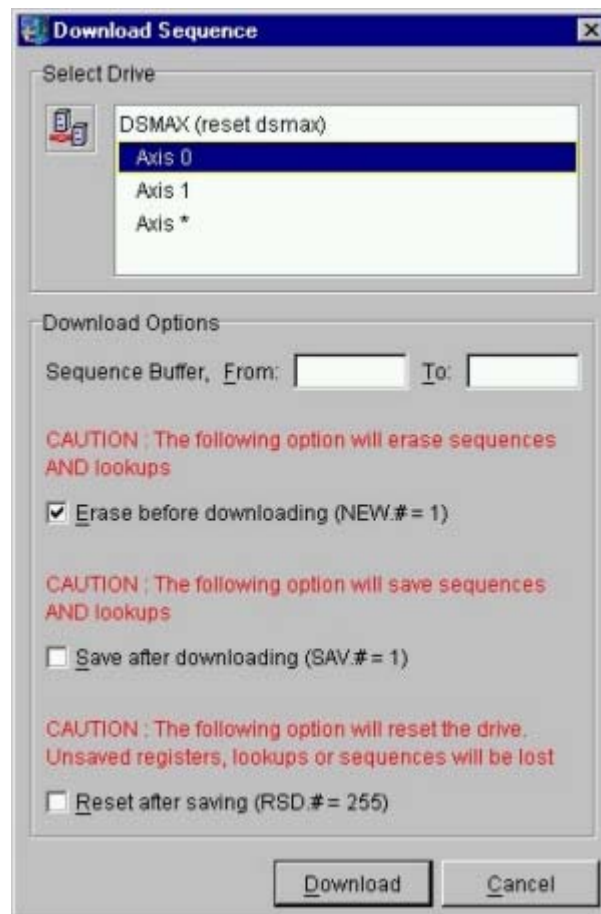 Download Sequence
Select Drive
DSMAX (reset dsmax)
Axis 0
Axis 1
Axis *
Download Options
Sequence Buffer, From: To:
CAUTION : The following option will erase sequences
AND lookups
Erase before downloading (NEW.# = 1)
CAUTION : The following option will save sequences
AND lookups
Save after downloading (SAV.# = 1)
CAUTION : The following option will reset the drive.
Unsaved registers, lookups or sequences will be lost
Reset after saving (RSD.# = 255)
Download Cancel